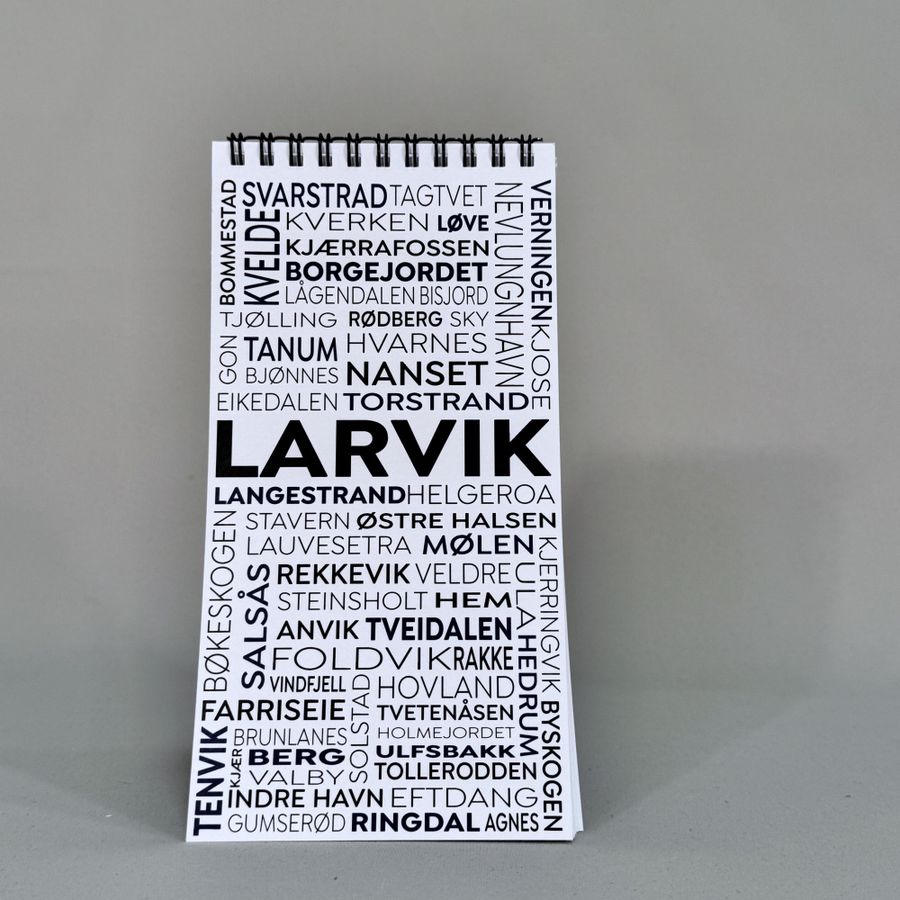 BOMMESTAD
SVARSTRAD TAGTVET
KVELDE
KVERKEN LØVE
KJÆRRAFOSSEN
BORGEJORDET
LÅGENDALEN BISJORD
NEVLUNGNHAVN
VERNINGEN KJOSE
TJØLLING RØDBERG SKY
GON
TANUM HVARNES
BJØNNES NANSET
EIKEDALEN TORSTRAND
LARVIK
LANGESTRAND HELGEROA
BØKESKOGEN
STAVERN ØSTRE HALSEN
LAUVESETRA MØLEN
SALSÅS
REKKEVIK VELDRE
ULA HEDRUM
KJERRINGVIK BYSKOGEN
STEINSHOLT HEM
ANVIK TVEIDALEN
FOLDVIK RAKKE
VINDFJELL HOVLAND
SOLSTAD
FARRISEIE TVETENÅSEN
TENVIK
KJÆR
BRUNLANES HOLMEJORDET
BERG ULFSBAKK
VALBY TOLLERODDEN
INDRE HAVN EFTDANG
GUMSERØD RINGDAL AGNES